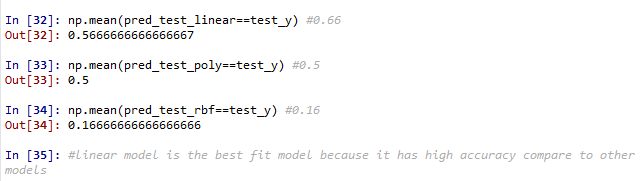 In [32]: np.mean(pred_test_linear==test_y) #0.66
Out[32]: 0.5666666666666667
In [33]: np.mean(pred_test_poly==test_y) #0.5
Out[33]: 0.5
In [34]: np.mean(pred_test_rbf==test_y) #0.16
Out[34]: 0.16666666666666666
In [35]: #linear model is the best fit model because it has high accuracy compare to other
models